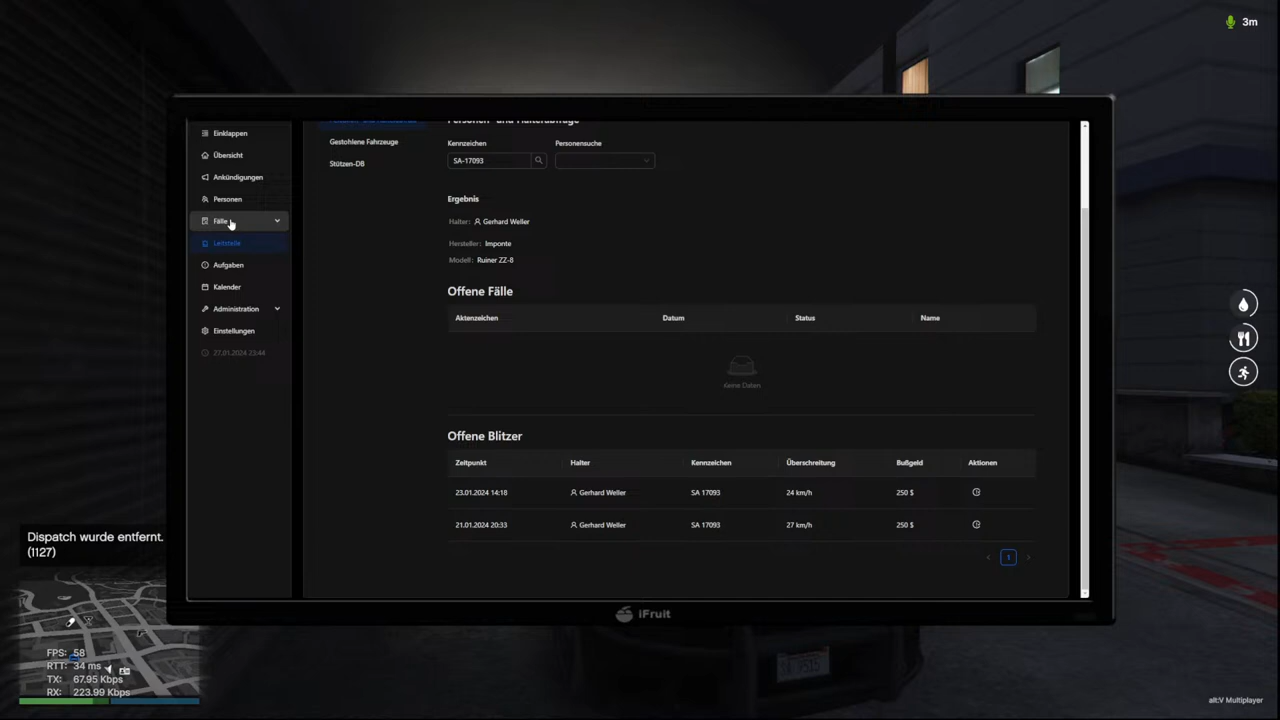 3m
Einklappen
Übersicht
Ankündigungen
Personen
Fälle
Leitstelle
Aufgaben
Kalender
Administration
Einstellungen
27.01.2024 23:44
Gestohlene Fahrzeuge
Stützen-DB
Personen- und Halterabfrage
Kennzeichen
Personensuche
SA-17093
Ergebnis
Halter: Gerhard Weller
Hersteller: Importe
Modell: Ruiner ZZ-8
Offene Fälle
Aktenzeichen Datum Status Name
Keine Daten
Offene Blitzer
Zeitpunkt Halter Kennzeichen Überschreitung Bußgeld Aktionen
23.01.2024 14:18 Gerhard Weller SA 17093 24 km/h 250 $
21.01.2024 20:33 Gerhard Weller SA 17093 27 km/h 250 $
1
iFruit
Dispatch wurde entfernt.
(1127)
FPS: 58
RTT: 34 ms
TX: 67.95 Kbps
RX: 223.99 Kbps
alt:V Multiplayer